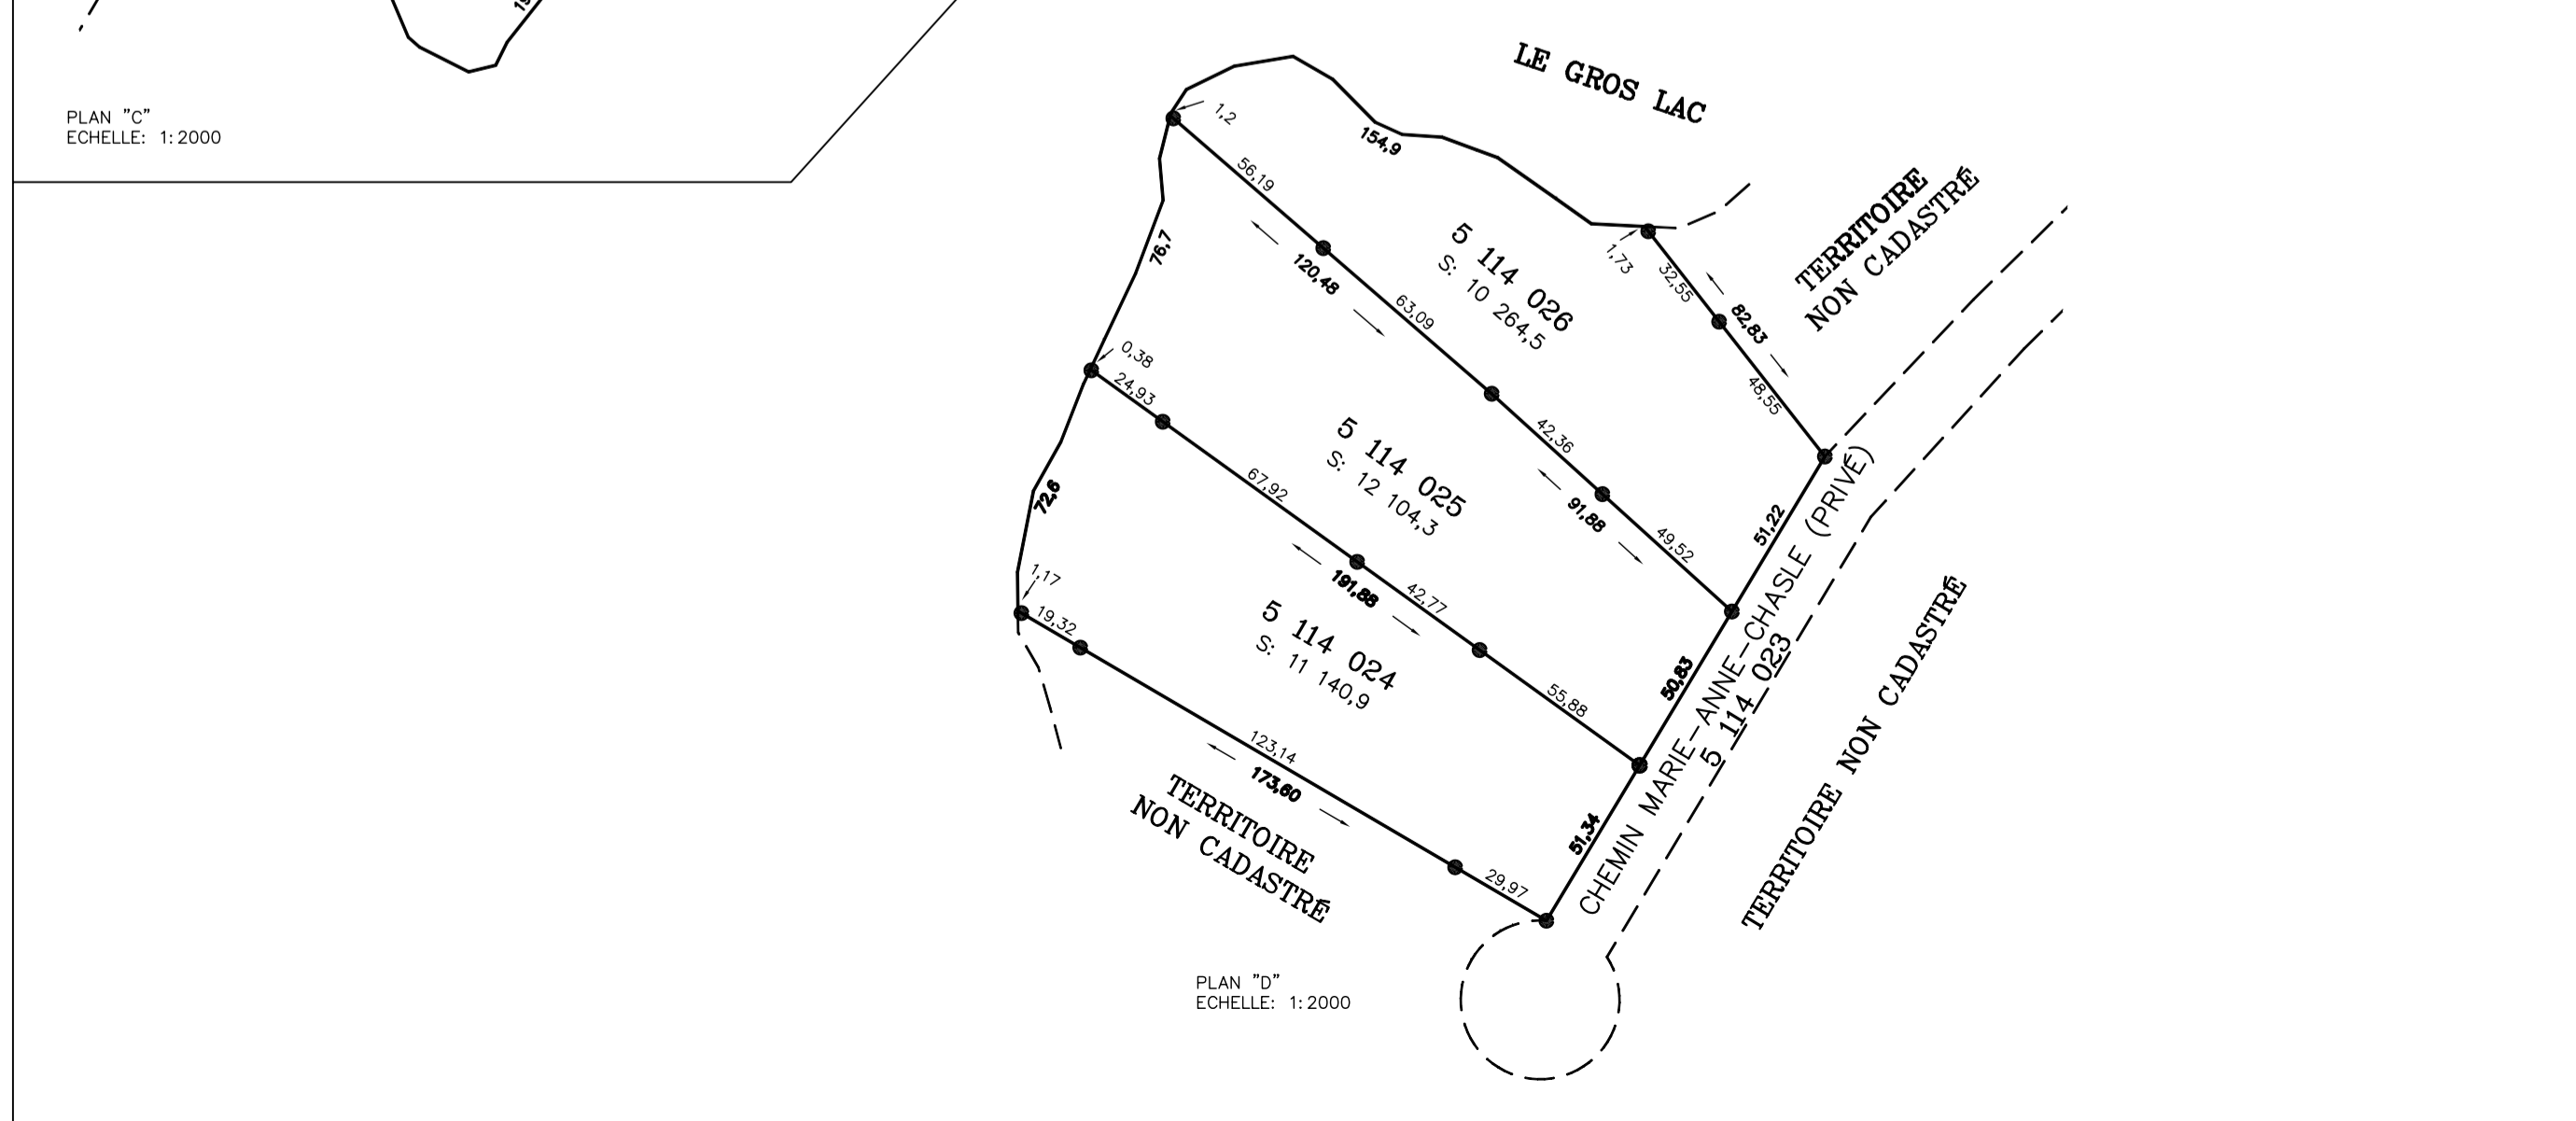 PLAN "C"
ECHELLE: 1:2000
LE GROS LAC
1,2
154,9
56,19
TERRITOIRE
NON CADASTRÉ
76,7
120,48
63,09
5 114 026
S: 10 264,5
1,73
32,55
82,83
48,55
0,38
24,93
67,92
5 114 025
S: 12 104,3
42,36
91,88
49,52
51,22
72,6
1,17
19,32
191,88
42,77
55,88
5 114 024
S: 11 140,9
50,83
CHEMIN MARIE-ANNE-CHASLE (PRIVÉ)
5 114 023
TERRITOIRE NON CADASTRÉ
123,14
173,60
29,97
51,34
TERRITOIRE
NON CADASTRÉ
PLAN "D"
ECHELLE: 1:2000